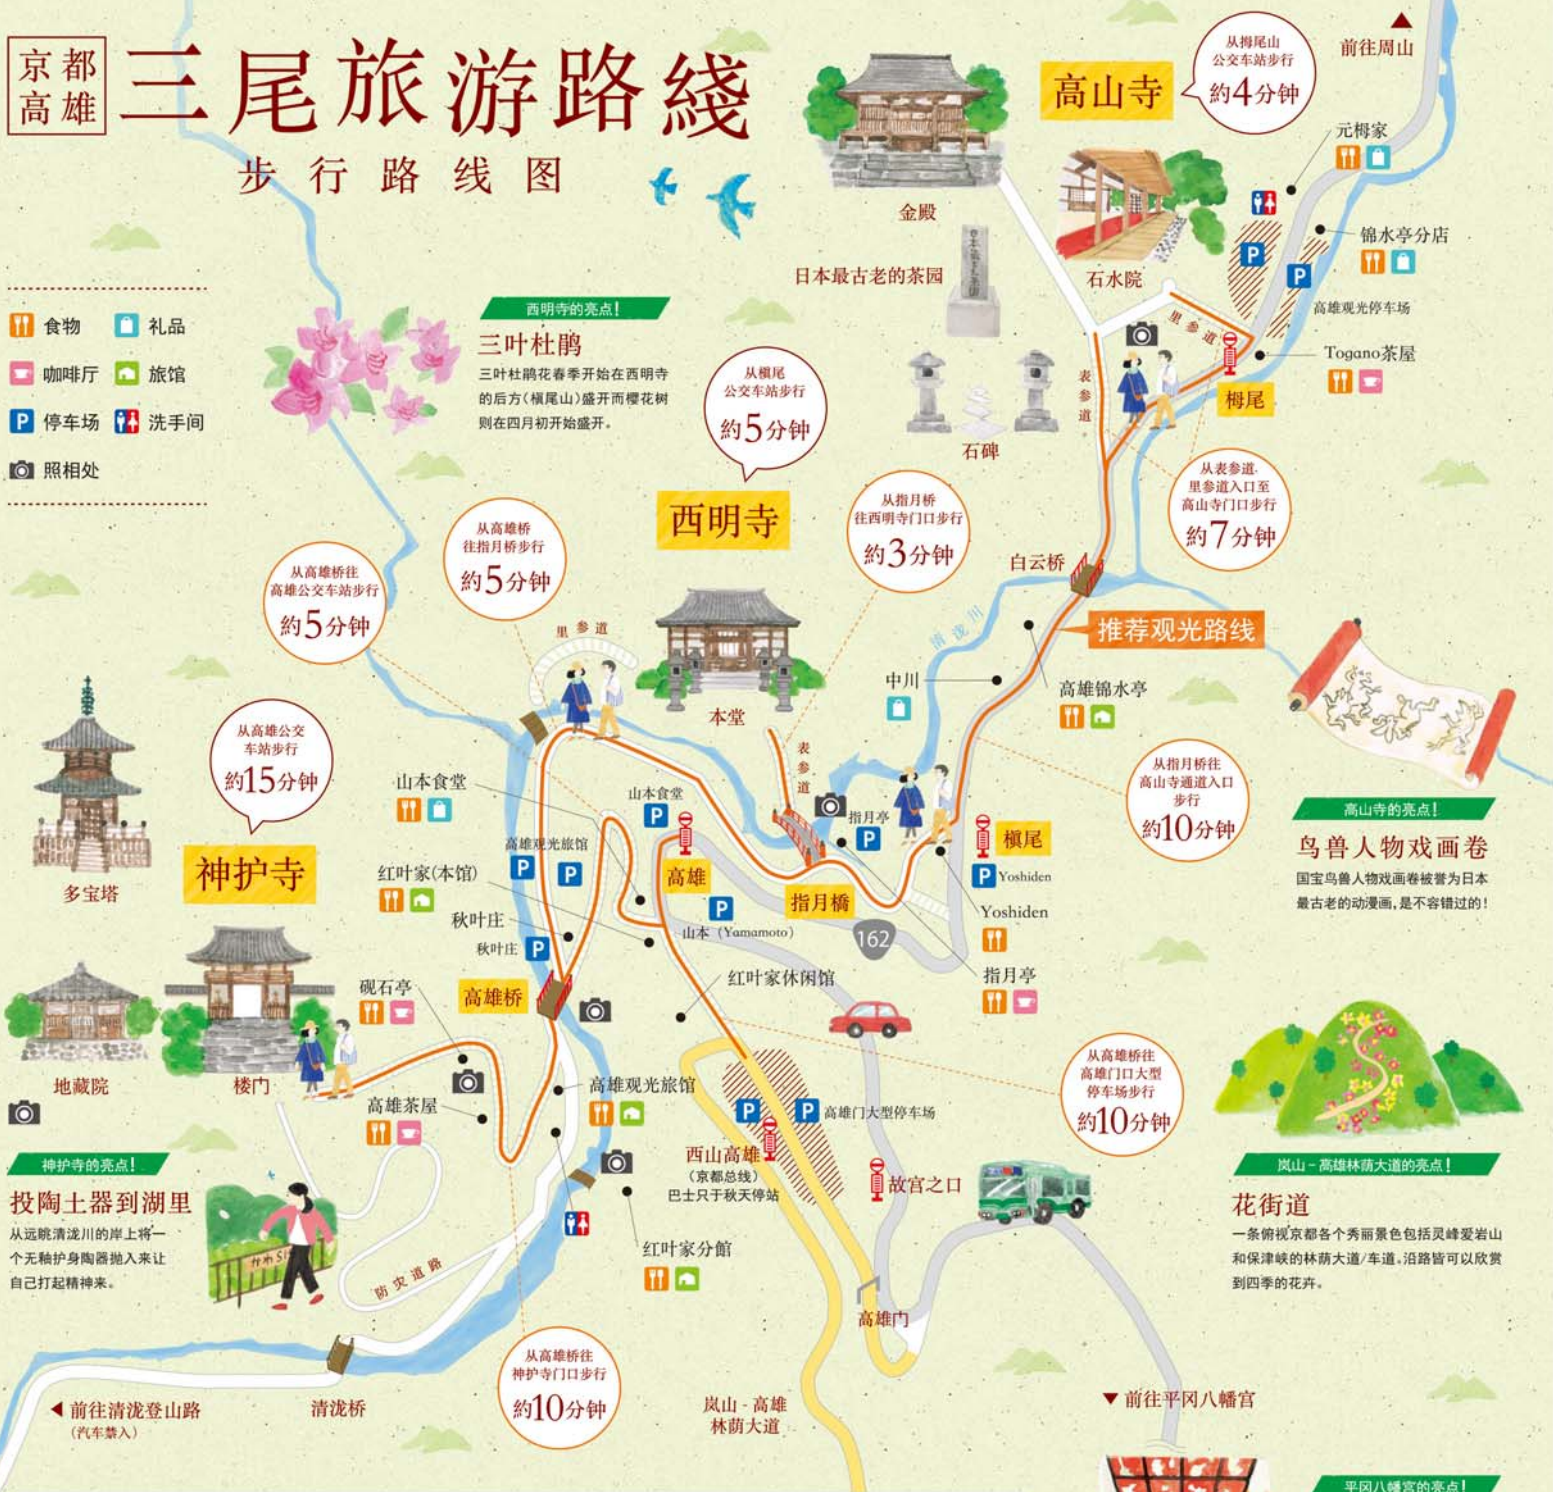 京都
高雄
三尾旅游路綫
步行路线图
食物
礼品
咖啡厅
旅馆
P
停车场
洗手间
照相处
西明寺的亮点!
三叶杜鹃
三叶杜鹃花春季开始在西明寺
的后方(槇尾山)盛开而樱花树
则在四月初开始盛开。
金殿
高山寺
从拇尾山
公交车站步行
約4分钟
前往周山
元栂家
锦水亭分店
P
P
高雄观光停车场
石水院
日本最古老的茶园
石碑
里参道
表参道。
Togano茶屋
栂尾
从表参道.
里参道入口至
高山寺门口步行
約7分钟
从槇尾
公交车站步行
約5分钟
西明寺
从指月桥
往西明寺门口步行
約3分钟
从高雄桥
往指月桥步行
約5分钟
从高雄桥往
高雄公交车站步行
約5分钟
白云桥
清泷川
推荐观光路线
里参道
本堂
表参道
中川
高雄锦水亭
从指月桥往
高山寺通道入口
步行
約10分钟
高山寺的亮点!
鸟兽人物戏画卷
国宝鸟兽人物戏画卷被誉为日本
最古老的动漫画,是不容错过的!
从高雄公交
车站步行
約15分钟
神护寺
多宝塔
山本食堂
山本食堂
P
高雄观光旅馆
P
P
红叶家(本馆)
秋叶庄
秋叶庄
P
高雄
P
山本（Yamamoto）
指月橋
指月亭
P
槇尾
P
Yoshiden
Yoshiden
162
指月亭
红叶家休闲馆
高雄桥
砚石亭
地藏院
楼门
高雄茶屋
高雄观光旅馆
P
P
高雄门大型停车场
西山高雄
(京都总线)
巴士只于秋天停站
故宫之口
从高雄桥往
高雄门口大型
停车场步行
約10分钟
岚山－高雄林荫大道的亮点!
花街道
一条俯视京都各个秀丽景色包括灵峰爱岩山
和保津峡的林荫大道/车道。沿路皆可以欣赏
到四季的花卉。
神护寺的亮点!
投陶土器到湖里
从远眺清泷川的岸上将一
个无釉护身陶器抛入来让
自己打起精神来。
防灾道路
红叶家分館
高雄门
从高雄桥往
神护寺门口步行
約10分钟
前往清泷登山路
(汽车禁入)
清泷桥
岚山－高雄
林荫大道
前往平冈八幡宫
平冈八幡宫的亮点!